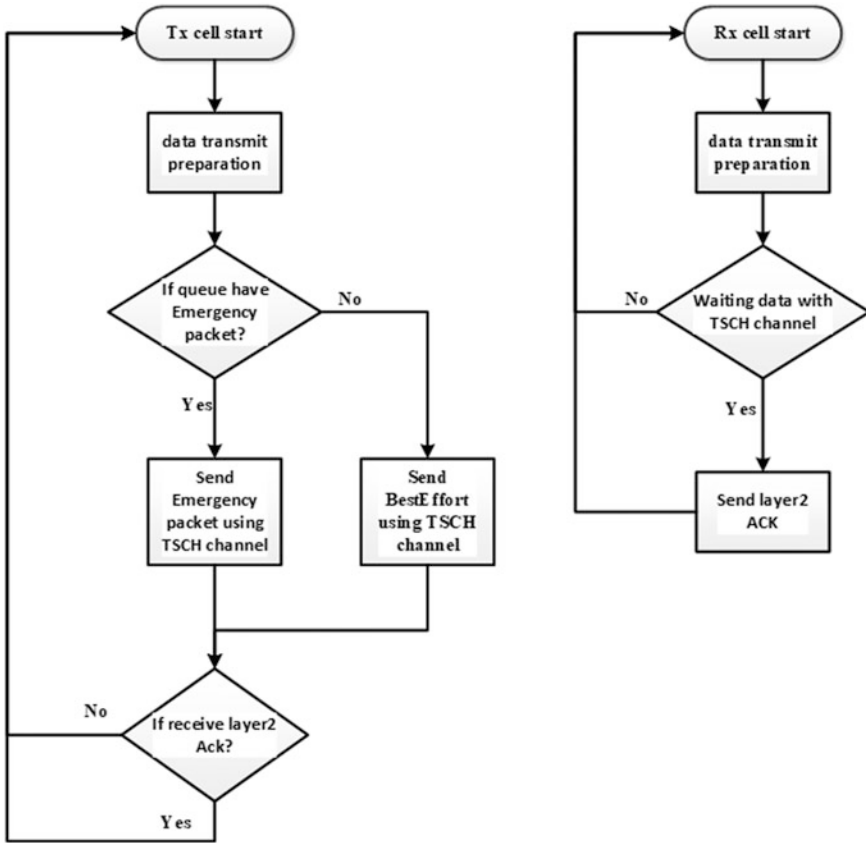 Tx cell start
data transmit
preparation
If queue have
Emergency
packet?
No
Yes
Send
Emergency
packet using
TSCH channel
Send
BestEffort
using TSCH
channel
If receive layer2
Ack?
No
Yes
Rx cell start
data transmit
preparation
Waiting data with
TSCH channel
No
Yes
Send layer2
ACK